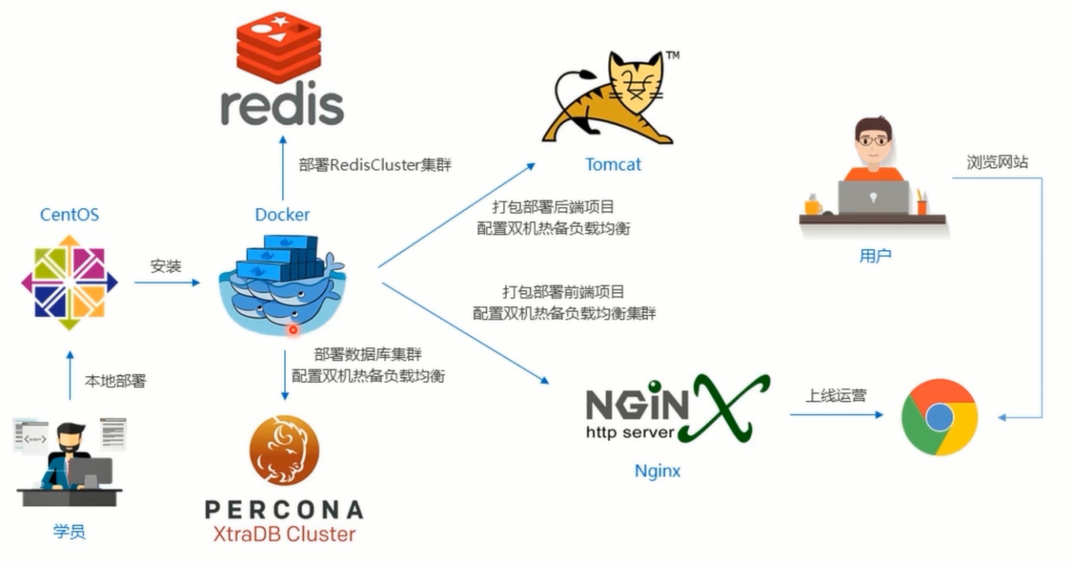 redis
部署RedisCluster集群
TM
Tomcat
浏览网站
打包部署后端项目
配置双机热备负载均衡
CentOS
Docker
用户
安装
打包部署前端项目
配置双机热备负载均衡集群
部署数据库集群
配置双机热备负载均衡
本地部署
NGiNX
http server
上线运营
Nginx
PERCONA
XtraDB Cluster
学员